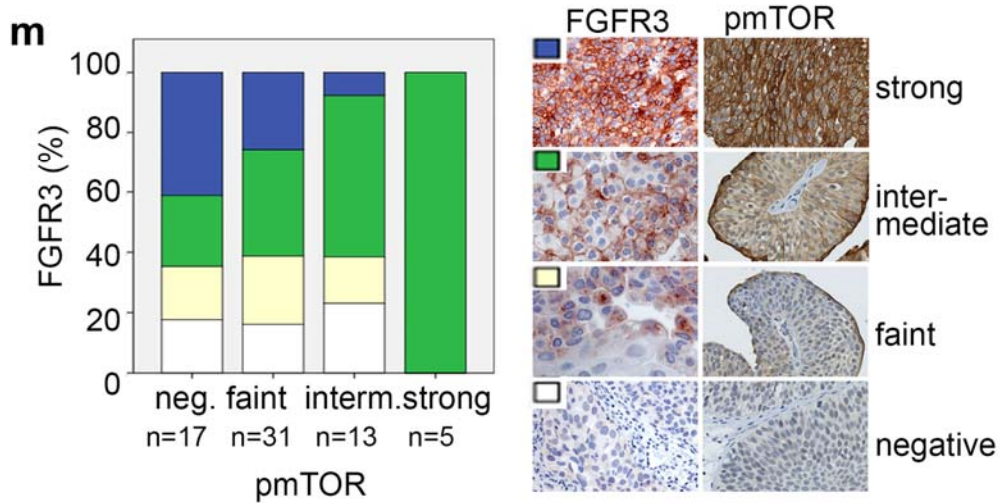 m
FGFR3 (%)
100
80
60
40
20
0
neg. faint interm. strong
n=17 n=31 n=13 n=5
pmTOR
FGFR3 pmTOR
strong
inter-
mediate
faint
negative